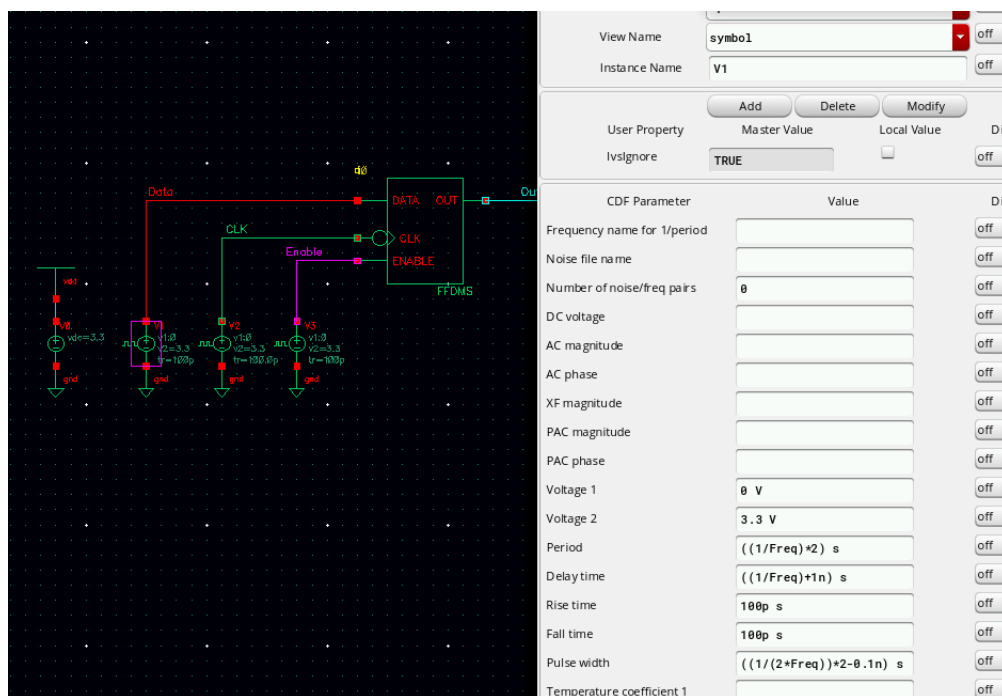 View Name symbol off
Instance Name V1 off
Add Delete Modify
User Property Master Value Local Value Di
lvsIgnore TRUE off
CDF Parameter Value Di
Frequency name for 1/period off
Noise file name off
Number of noise/freq pairs 0 off
DC voltage off
AC magnitude off
AC phase off
XF magnitude off
PAC magnitude off
PAC phase off
Voltage 1 0 V off
Voltage 2 3.3 V off
Period ((1/Freq)*2) s off
Delay time ((1/Freq)+1n) s off
Rise time 100p s off
Fall time 100p s off
Pulse width ((1/(2*Freq))*2-0.1n) s off
Temperature coefficient 1 off
Data
DATA OUT
Ou
CLK
CLK
Enable
ENABLE
FFDMS
vdd
V0
vdc=3.3
gnd
V1
v1:0
v2=3.3
tr=100p
gnd
V2
v1:0
v2=3.3
tr=100.0p
gnd
V3
v1:0
v2=3.3
tr=100p
gnd